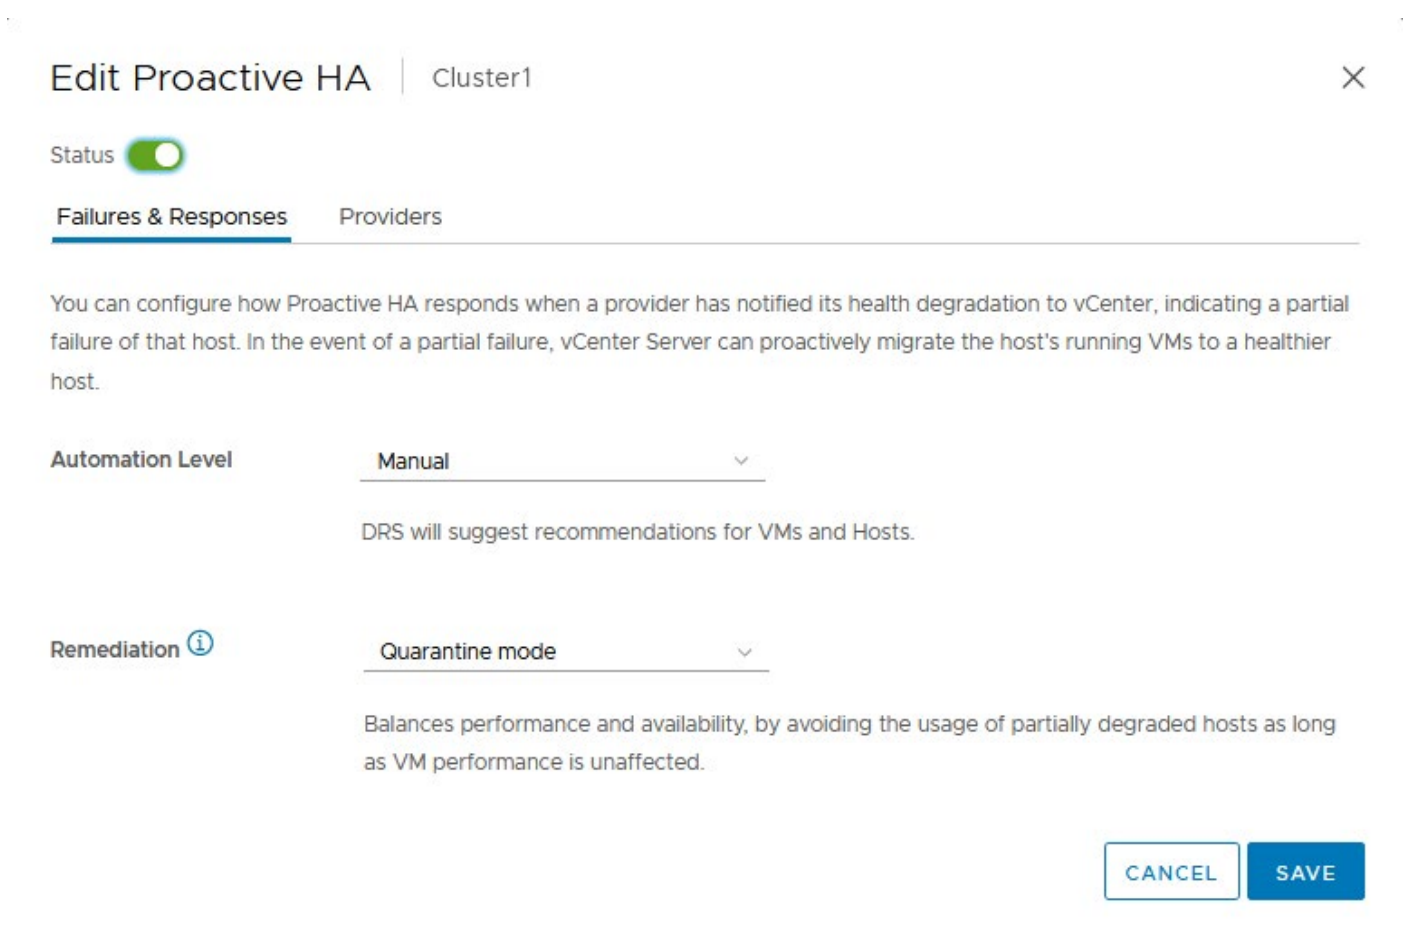 Edit Proactive HA Cluster1
Status
Failures & Responses Providers
You can configure how Proactive HA responds when a provider has notified its health degradation to vCenter, indicating a partial
failure of that host. In the event of a partial failure, vCenter Server can proactively migrate the host's running VMs to a healthier
host.
Automation Level Manual
DRS will suggest recommendations for VMs and Hosts.
Remediation Quarantine mode
Balances performance and availability, by avoiding the usage of partially degraded hosts as long
as VM performance is unaffected.
CANCEL SAVE